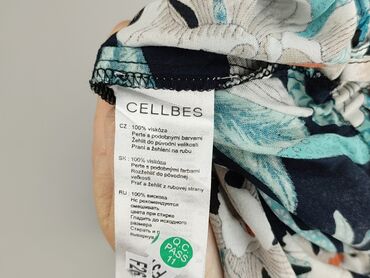 CELLBES
CZ: 100% viskóza
Perte s podobnými barvami
Žehlit do původní velikosti
Praní a žehlení na rubu
SK: 100% viskóza
Perte s podobnými farbami
Rozžehliť do pôvodnej
veľkosti
Prať a žehliť z rubovej strany
RU: 100% вискоза
Не рекомендуется
смешивать
цвета при стирке
Гладить до исходного
размера
Стирать и
Q.C.
PASS
11